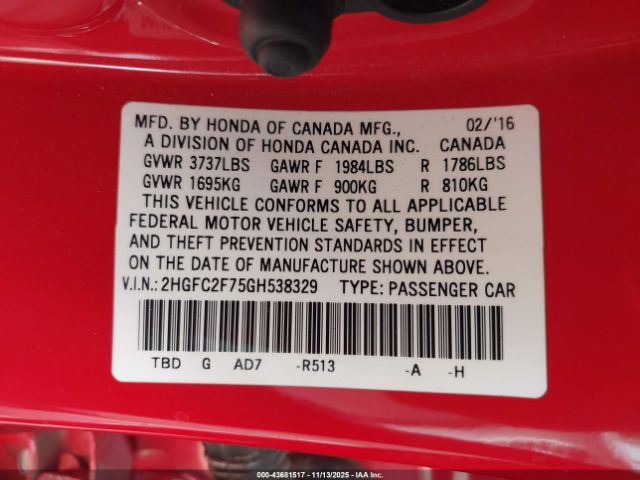 MFD. BY HONDA OF CANADA MFG., 02/'16
A DIVISION OF HONDA CANADA INC. CANADA
GVWR 3737LBS GAWR F 1984LBS R 1786LBS
GVWR 1695KG GAWR F 900KG R 810KG
THIS VEHICLE CONFORMS TO ALL APPLICABLE
FEDERAL MOTOR VEHICLE SAFETY, BUMPER,
AND THEFT PREVENTION STANDARDS IN EFFECT
ON THE DATE OF MANUFACTURE SHOWN ABOVE.
V.I.N.: 2HGFC2F75GH538329 TYPE: PASSENGER CAR
TBD G AD7 -R513 -A -H
000-43681517 - 11/13/2025 - IAA Inc.